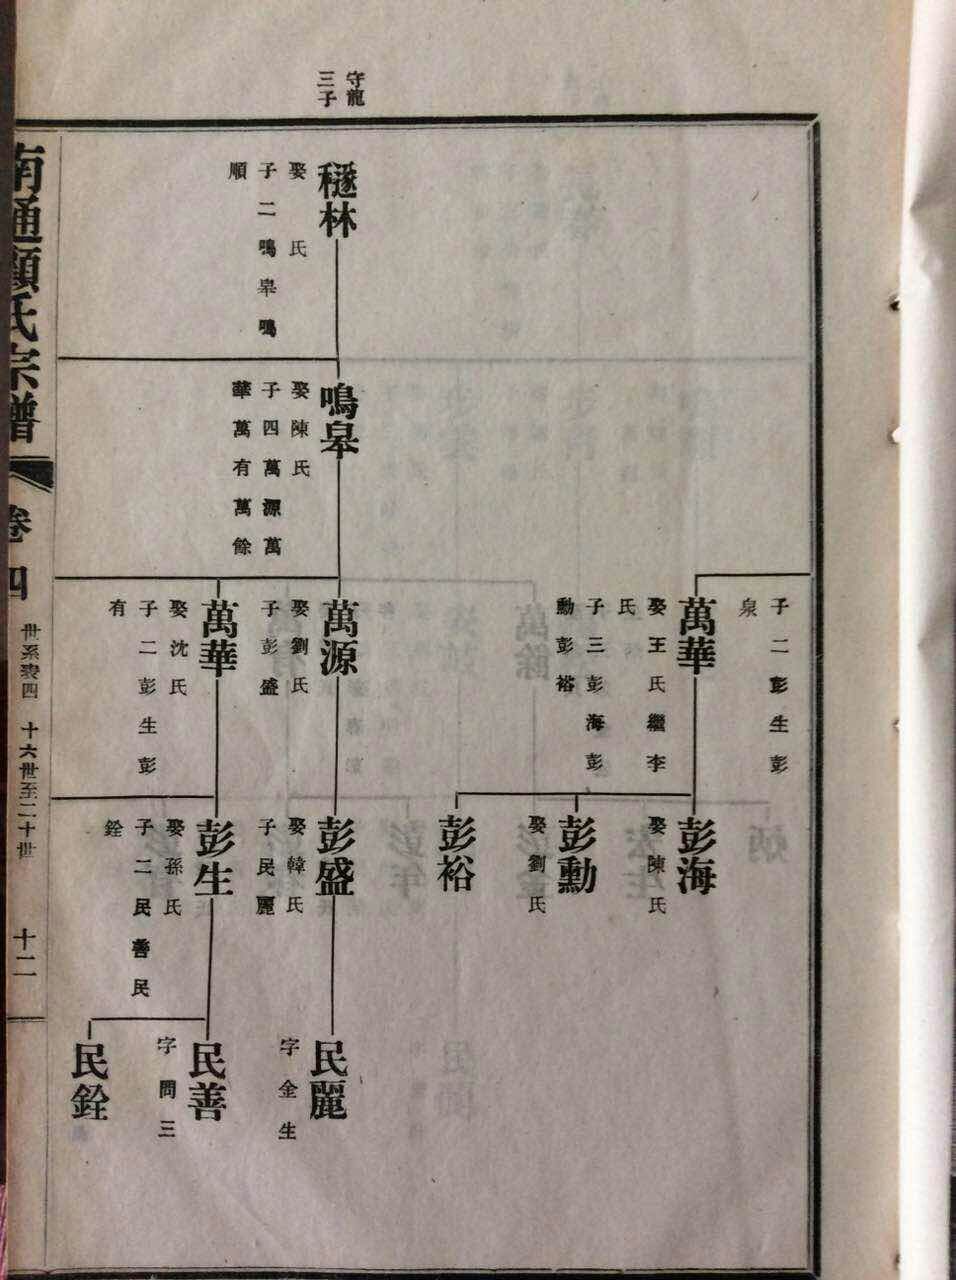 守龍
三子
子二彭生彭
泉
萬華
娶王氏繼李
氏
子三彭海彭
勳彭裕
彭海
娶陳氏
彭勳
娶劉氏
彭裕
穟林
娶　氏
子二鳴皋鳴
順
鳴皋
娶陳氏
子四萬源萬
華萬有萬餘
萬源
娶劉氏
子彭盛
彭盛
娶韓氏
子民麗
民麗
字金生
萬華
娶沈氏
子二彭生彭
有
彭生
娶孫氏
子二民善民
銓
民善
字問三
民銓
南通顧氏宗譜
卷四
世系表四　十六世至二十世
十二